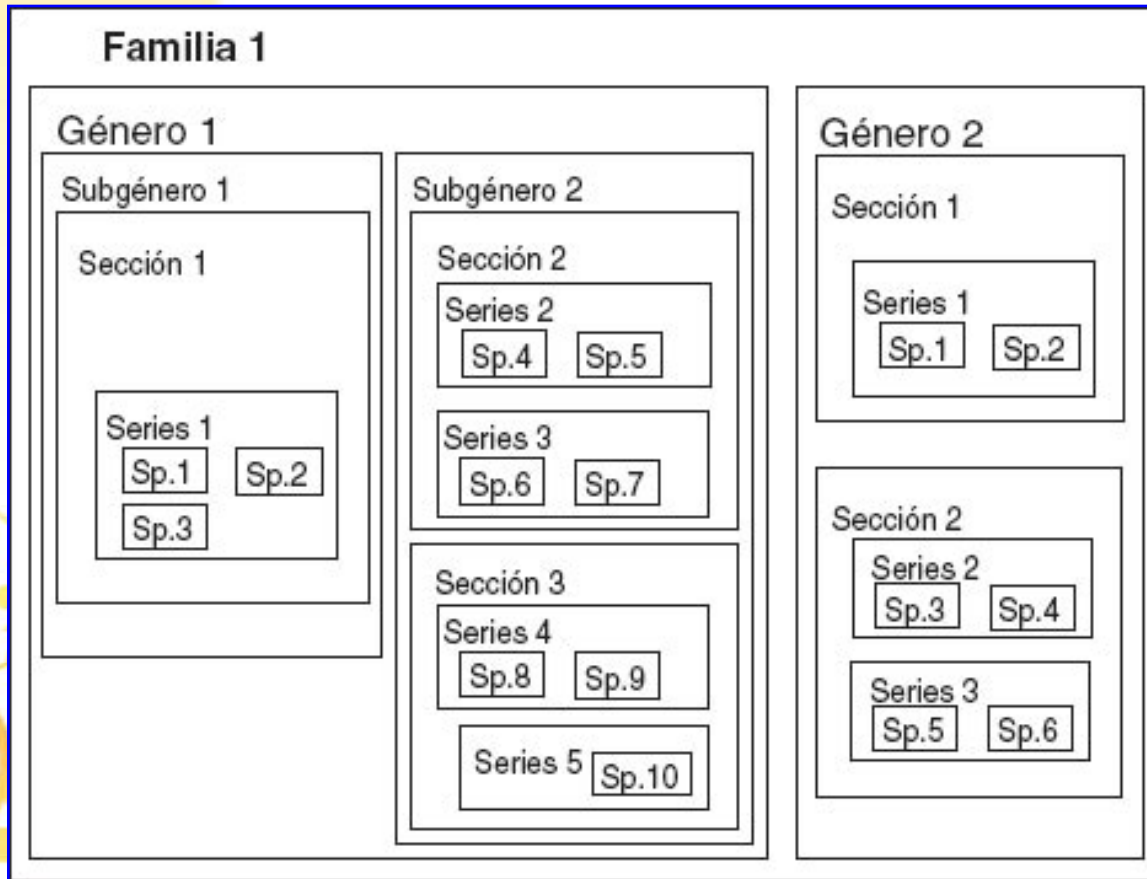 Familia 1
Género 1
Subgénero 1
Sección 1
Series 1
Sp.1 Sp.2
Sp.3
Subgénero 2
Sección 2
Series 2
Sp.4 Sp.5
Series 3
Sp.6 Sp.7
Sección 3
Series 4
Sp.8 Sp.9
Series 5 Sp.10
Género 2
Sección 1
Series 1
Sp.1 Sp.2
Sección 2
Series 2
Sp.3 Sp.4
Series 3
Sp.5 Sp.6